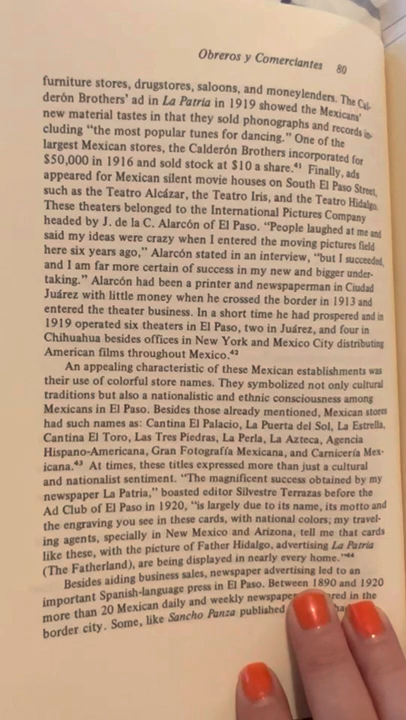 Obreros y Comerciantes 80
furniture stores, drugstores, saloons, and moneylenders. The Cal-
derón Brothers' ad in La Patria in 1919 showed the Mexicans'
new material tastes in that they sold phonographs and records in-
cluding "the most popular tunes for dancing." One of the
largest Mexican stores, the Calderón Brothers incorporated for
$50,000 in 1916 and sold stock at $10 a share.⁴¹ Finally, ads
appeared for Mexican silent movie houses on South El Paso Street,
such as the Teatro Alcázar, the Teatro Iris, and the Teatro Hidalgo.
These theaters belonged to the International Pictures Company
headed by J. de la C. Alarcón of El Paso. "People laughed at me and
said my ideas were crazy when I entered the moving pictures field
here six years ago," Alarcón stated in an interview, "but I succeeded,
and I am far more certain of success in my new and bigger under-
taking." Alarcón had been a printer and newspaperman in Ciudad
Juárez with little money when he crossed the border in 1913 and
entered the theater business. In a short time he had prospered and in
1919 operated six theaters in El Paso, two in Juárez, and four in
Chihuahua besides offices in New York and Mexico City distributing
American films throughout Mexico.⁴²
An appealing characteristic of these Mexican establishments was
their use of colorful store names. They symbolized not only cultural
traditions but also a nationalistic and ethnic consciousness among
Mexicans in El Paso. Besides those already mentioned, Mexican stores
had such names as: Cantina El Palacio, La Puerta del Sol, La Estrella,
Cantina El Toro, Las Tres Piedras, La Perla, La Azteca, Agencia
Hispano-Americana, Gran Fotografía Mexicana, and Carnicería Mex-
icana.⁴³ At times, these titles expressed more than just a cultural
and nationalist sentiment. "The magnificent success obtained by my
newspaper La Patria," boasted editor Silvestre Terrazas before the
Ad Club of El Paso in 1920, "is largely due to its name, its motto and
the engraving you see in these cards, with national colors; my travel-
ing agents, specially in New Mexico and Arizona, tell me that cards
like these, with the picture of Father Hidalgo, advertising La Patria
(The Fatherland), are being displayed in nearly every home."⁴⁴
Besides aiding business sales, newspaper advertising led to an
important Spanish-language press in El Paso. Between 1890 and 1920
more than 20 Mexican daily and weekly in the
border city. Some, like Sancho Panza published